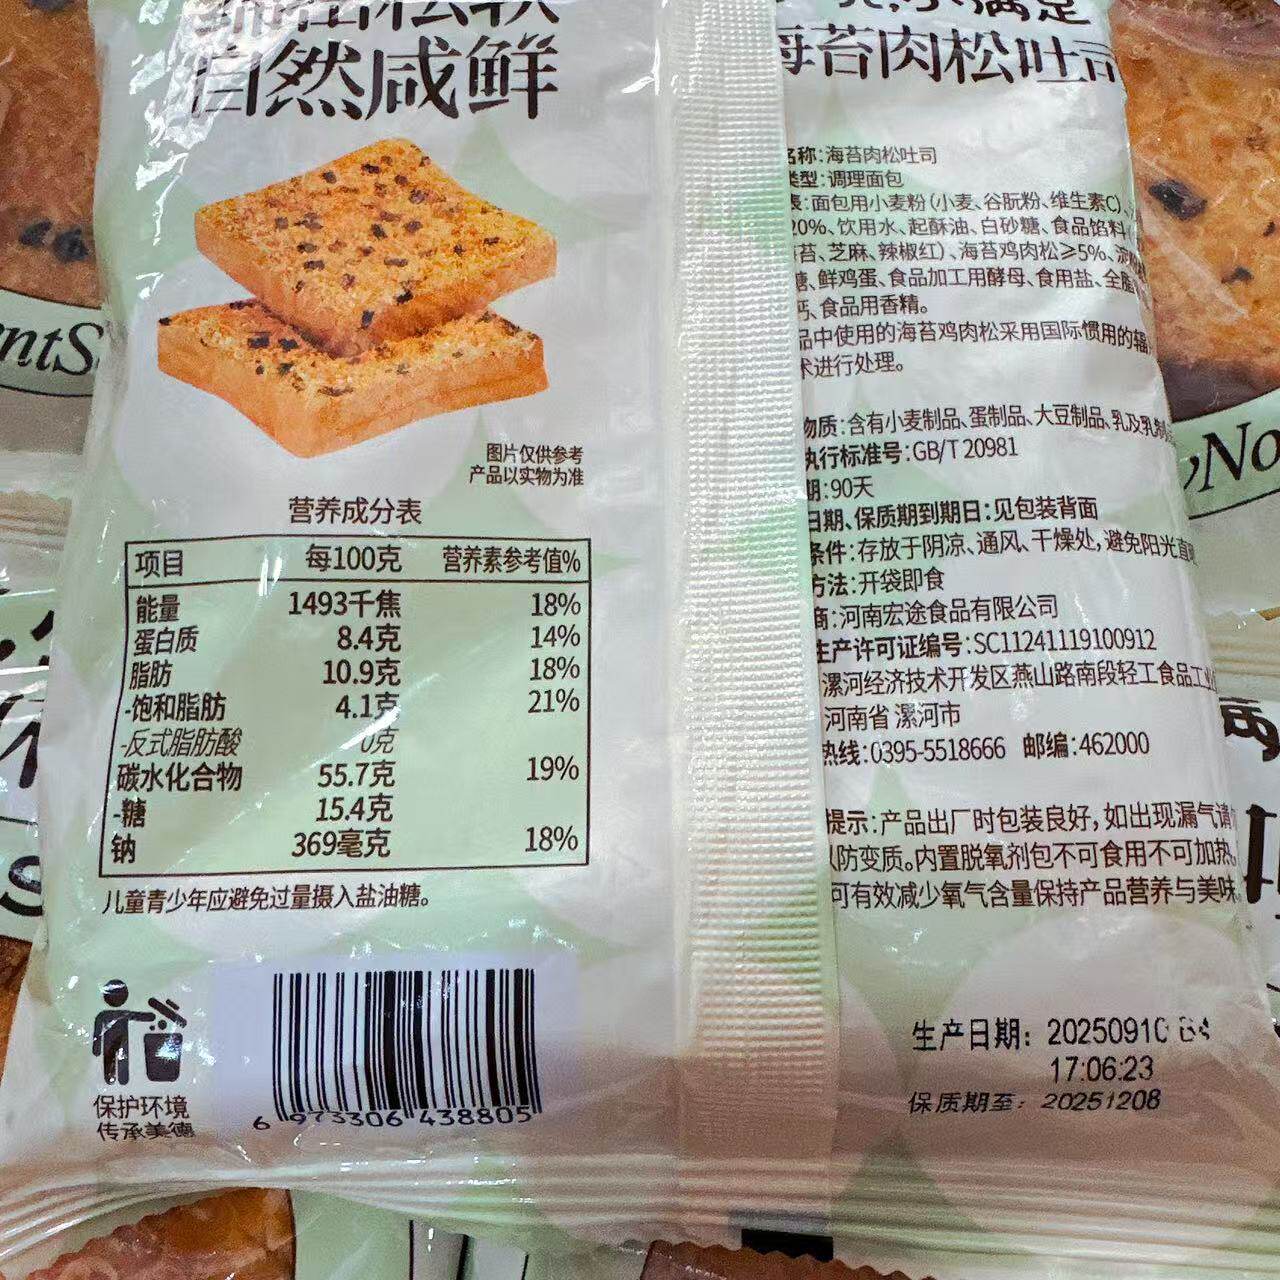 自然咸鲜
图片仅供参考
产品以实物为准
营养成分表
项目 每100克 营养素参考值%
能量 1493千焦 18%
蛋白质 8.4克 14%
脂肪 10.9克 18%
-饱和脂肪 4.1克 21%
-反式脂肪酸 0克
碳水化合物 55.7克 19%
-糖 15.4克
钠 369毫克 18%
儿童青少年应避免过量摄入盐油糖。
保护环境
传承美德
6 973306 438805
满足
海苔肉松吐司
名称:海苔肉松吐司
类型:调理面包
表:面包用小麦粉(小麦、谷朊粉、维生素C)、
20%、饮用水、起酥油、白砂糖、食品馅料
苔、芝麻、辣椒红)、海苔鸡肉松≥5%、
糖、鲜鸡蛋、食品加工用酵母、食用盐、全脂
钙、食品用香精。
品中使用的海苔鸡肉松采用国际惯用的辐
术进行处理。
物质:含有小麦制品、蛋制品、大豆制品、乳及乳制
执行标准号:GB/T 20981
期:90天
日期、保质期到期日:见包装背面
条件:存放于阴凉、通风、干燥处,避免阳光直
方法:开袋即食
商:河南宏途食品有限公司
生产许可证编号:SC11241119100912
漯河经济技术开发区燕山路南段轻工食品工业
河南省 漯河市
热线:0395-5518666 邮编:462000
提示:产品出厂时包装良好,如出现漏气请
以防变质。内置脱氧剂包不可食用不可加热。
可有效减少氧气含量保持产品营养与美味
生产日期: 20250910 B4
17:06:23
保质期至: 20251208
ntS
yNo